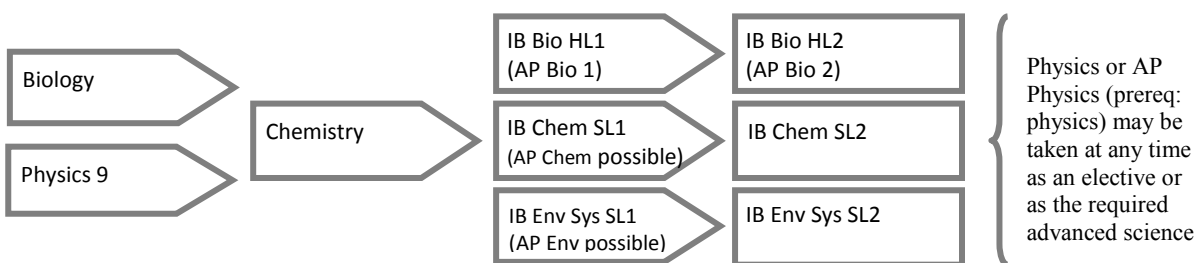 Biology
Physics 9
Chemistry
IB Bio HL1
(AP Bio 1)
IB Chem SL1
(AP Chem possible)
IB Env Sys SL1
(AP Env possible)
IB Bio HL2
(AP Bio 2)
IB Chem SL2
IB Env Sys SL2
Physics or AP
Physics (prereq:
physics) may be
taken at any time
as an elective or
as the required
advanced science